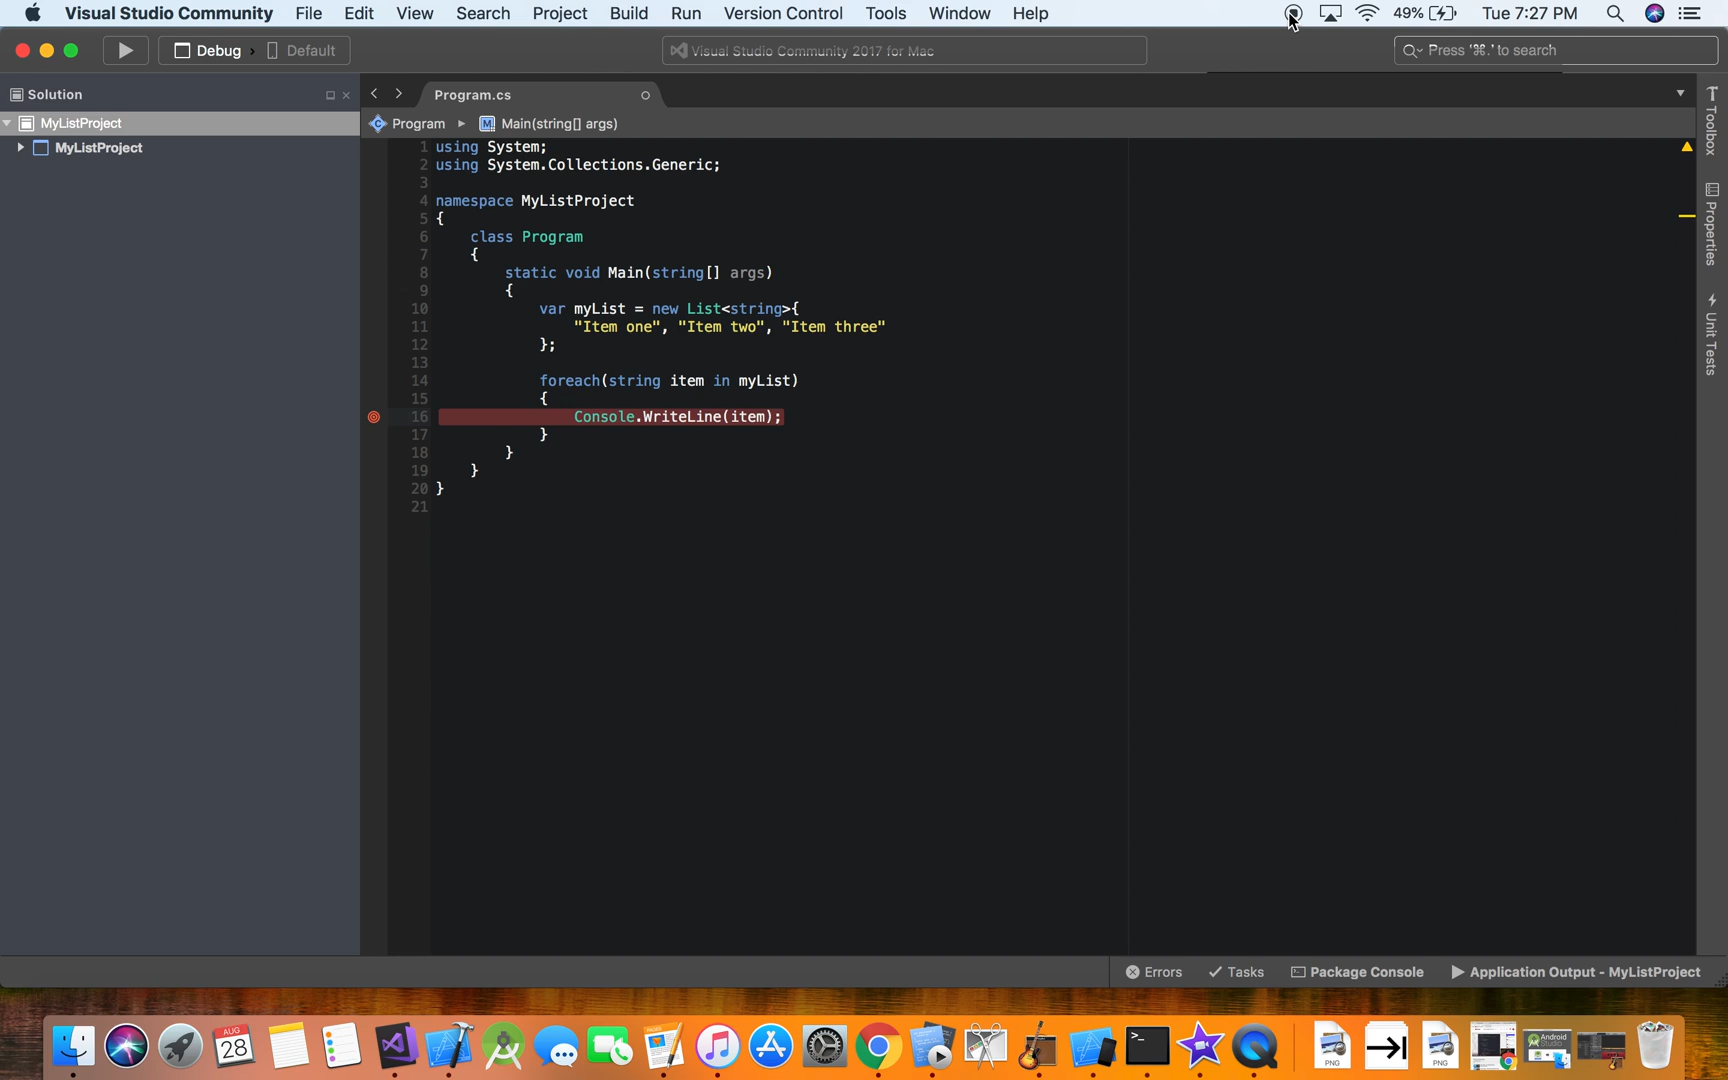 Visual Studio Community File Edit View Search Project Build Run Version Control Tools Window Help 49% Tue 7:27 PM
Debug › Default
Visual Studio Community 2017 for Mac
Press '⌘.' to search
Solution
MyListProject
MyListProject
Program.cs
Program ▸ Main(string[] args)
1 using System;
2 using System.Collections.Generic;
3
4 namespace MyListProject
5 {
6 class Program
7 {
8 static void Main(string[] args)
9 {
10 var myList = new List<string>{
11 "Item one", "Item two", "Item three"
12 };
13
14 foreach(string item in myList)
15 {
16 Console.WriteLine(item);
17 }
18 }
19 }
20 }
21
Toolbox
Properties
Unit Tests
Errors Tasks Package Console Application Output - MyListProject
AUG
28
PNG
PNG
Android